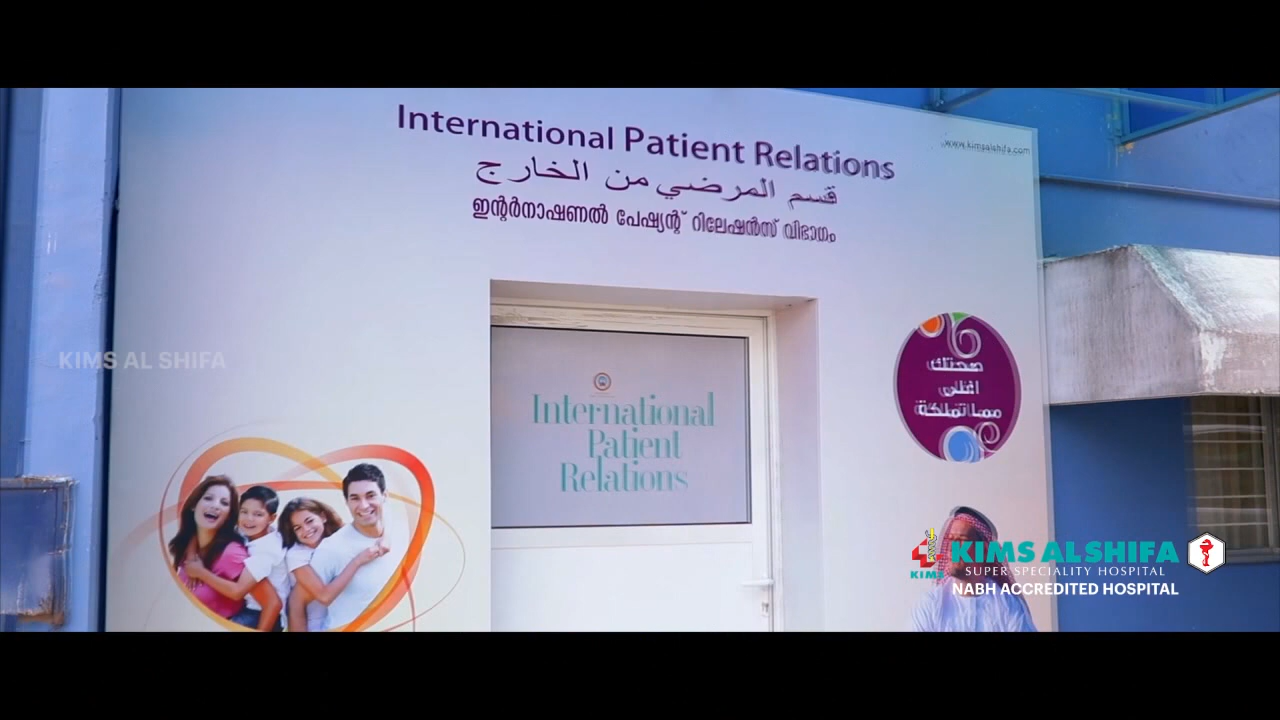 International Patient Relations
www.kimsalshifa.com
قسم المرضي من الخارج
ഇന്റർനാഷണൽ പേഷ്യന്റ് റിലേഷൻസ് വിഭാഗം
KIMS AL SHIFA
International
Patient
Relations
صحتك
اغلى
مما تملكه
KIMS
KIMS AL SHIFA
SUPER SPECIALITY HOSPITAL
NABH ACCREDITED HOSPITAL